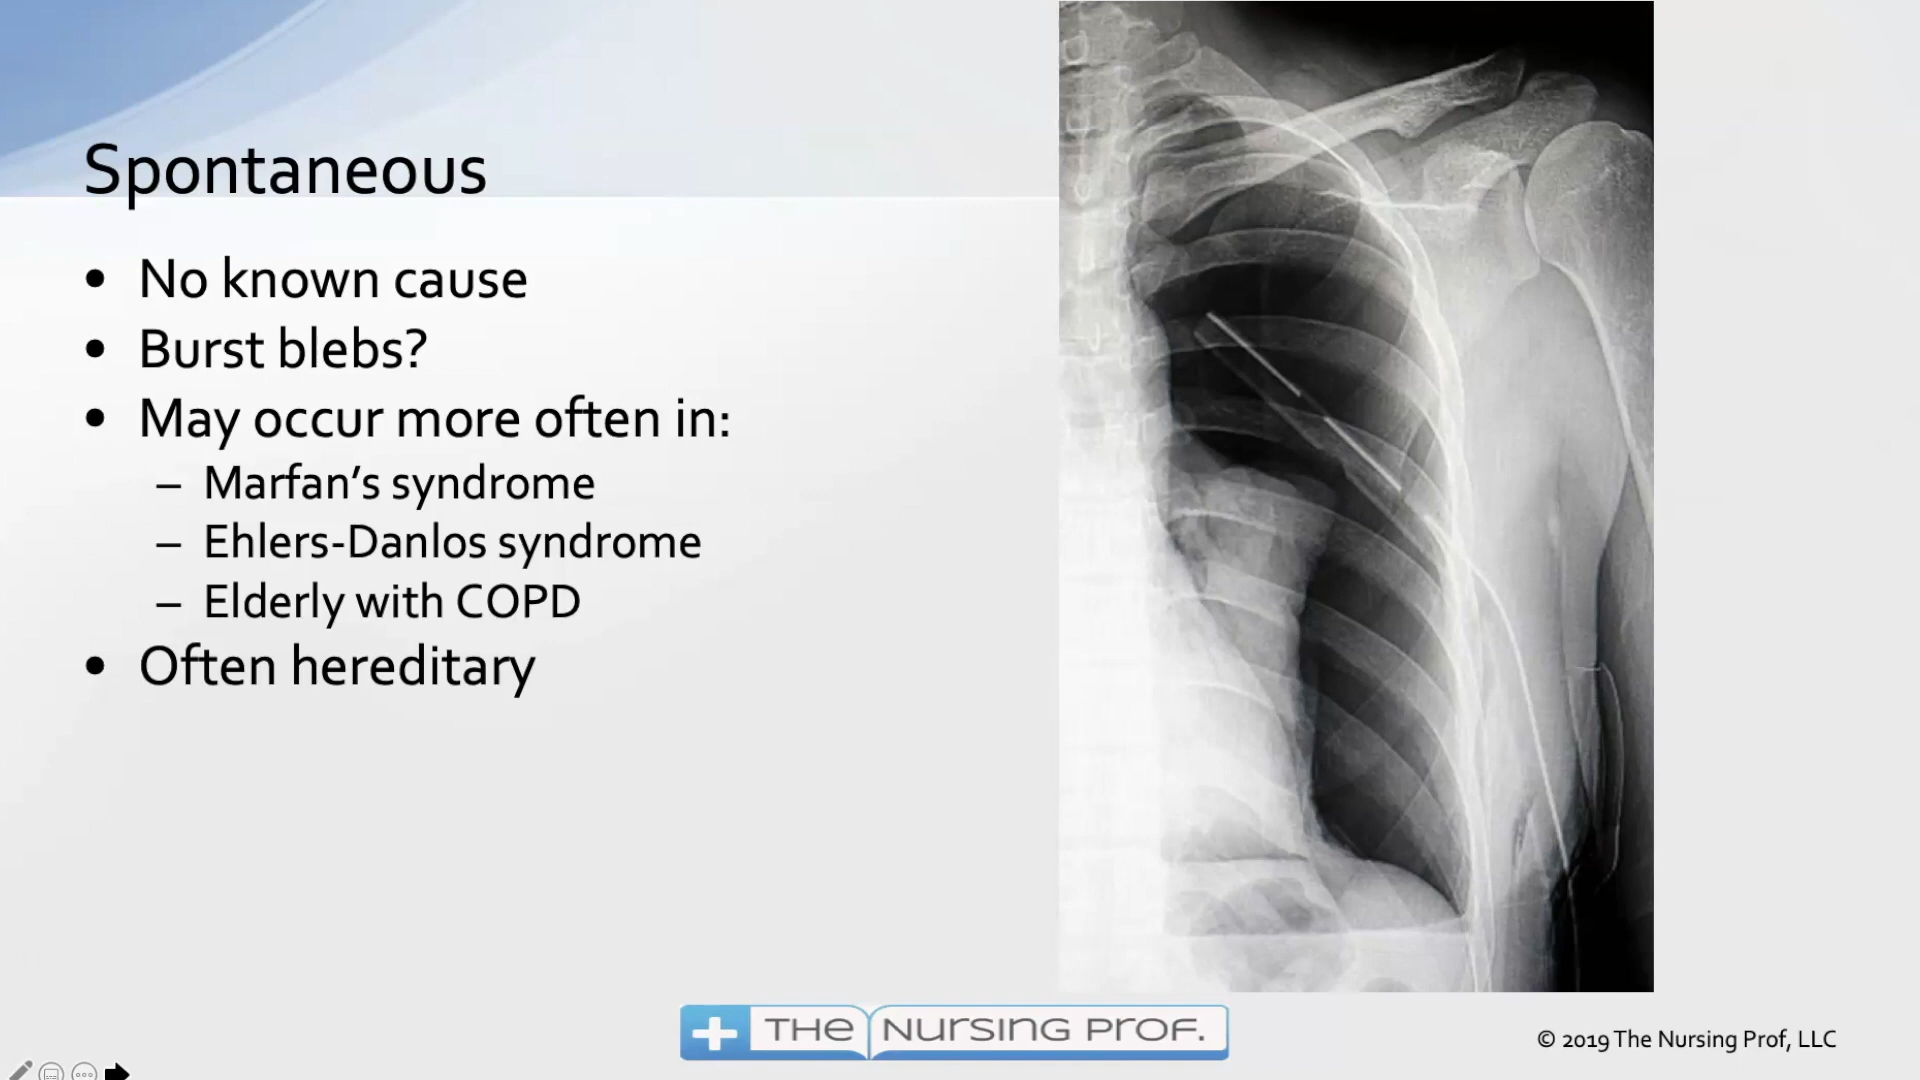 Spontaneous
• No known cause
• Burst blebs?
• May occur more often in:
– Marfan’s syndrome
– Ehlers-Danlos syndrome
– Elderly with COPD
• Often hereditary
THE NURSING PROF.
© 2019 The Nursing Prof, LLC